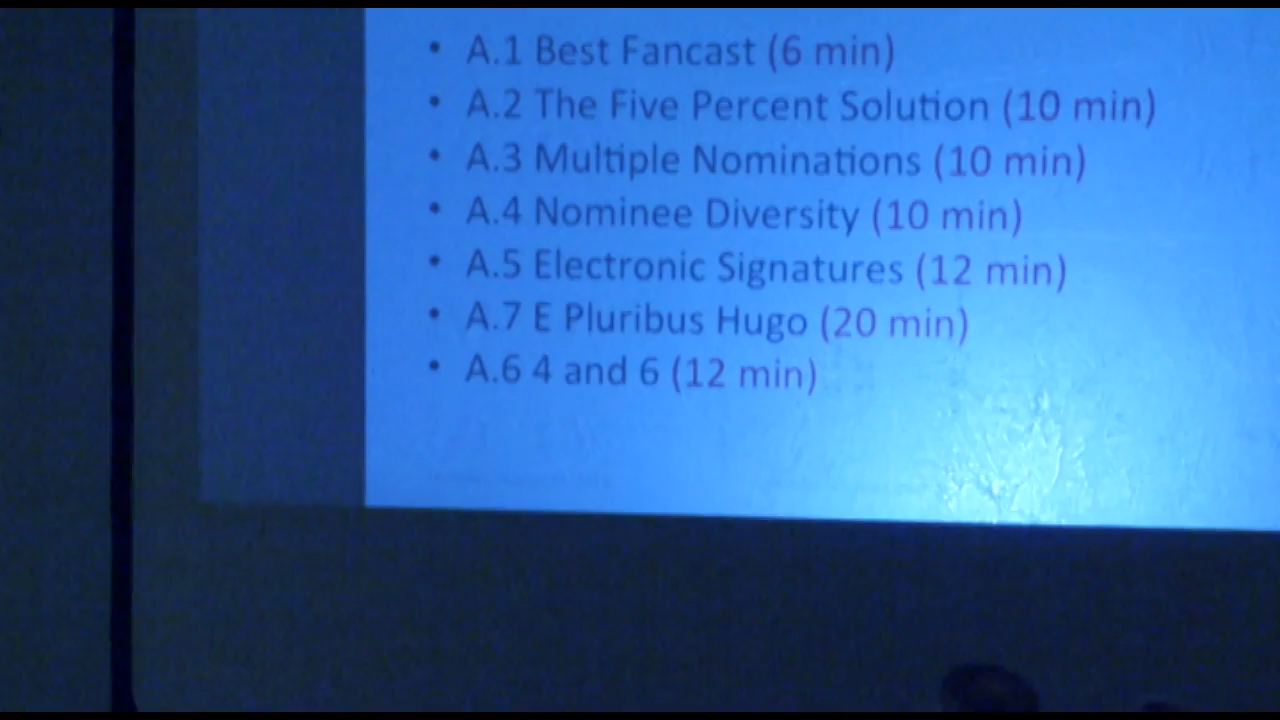 • A.1 Best Fancast (6 min)
• A.2 The Five Percent Solution (10 min)
• A.3 Multiple Nominations (10 min)
• A.4 Nominee Diversity (10 min)
• A.5 Electronic Signatures (12 min)
• A.7 E Pluribus Hugo (20 min)
• A.6 4 and 6 (12 min)